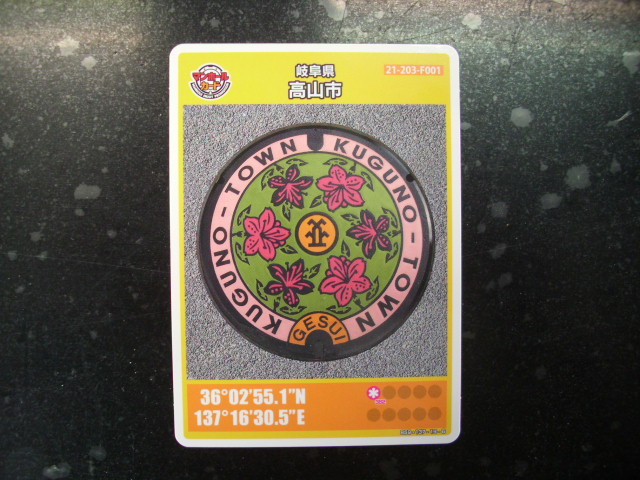 マンホール
カード
岐阜県
高山市
21-203-F001
KUGUNO-TOWN
KUGUNO-TOWN
GESUI
36°02'55.1"N
137°16'30.5"E